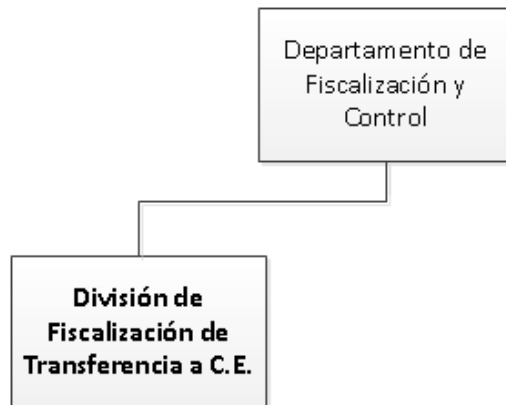 Departamento de
Fiscalización y
Control
División de
Fiscalización de
Transferencia a C.E.